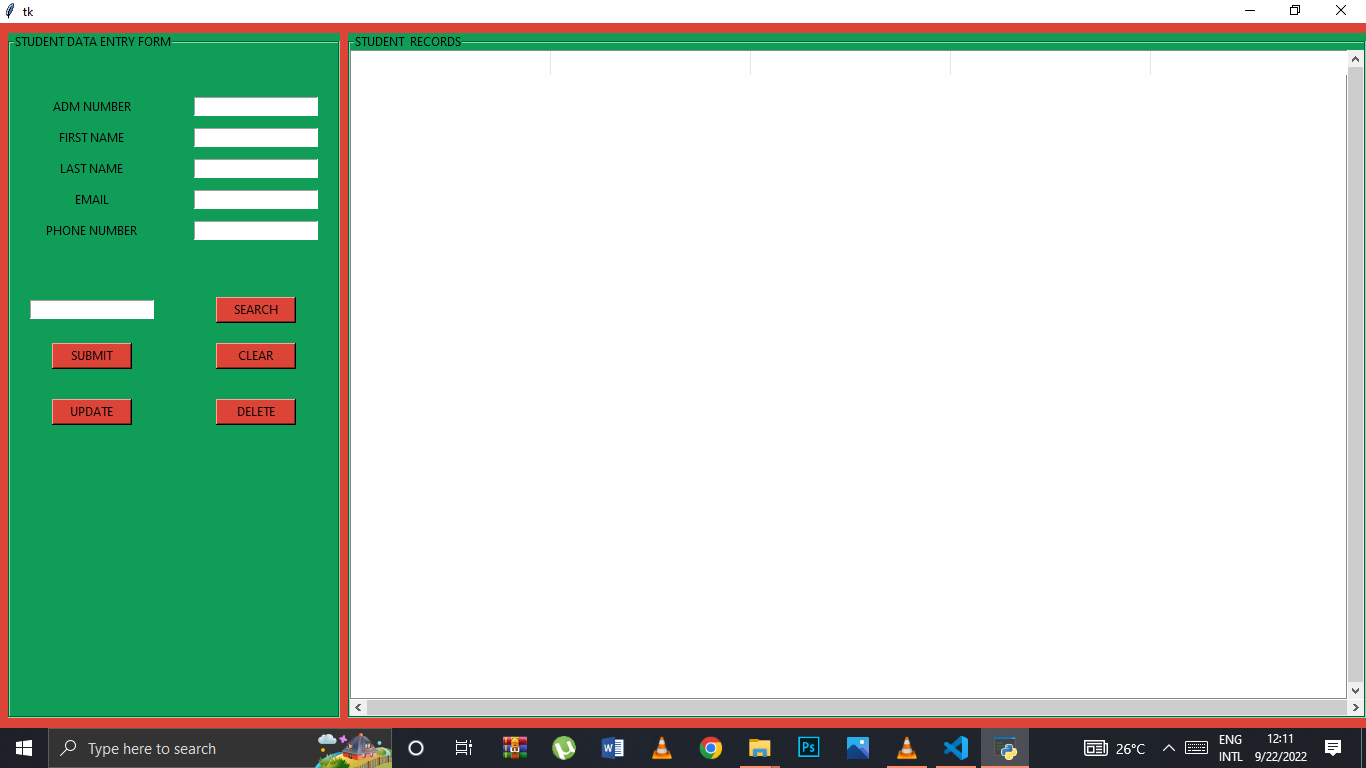 tk
STUDENT DATA ENTRY FORM
ADM NUMBER
FIRST NAME
LAST NAME
EMAIL
PHONE NUMBER
SEARCH
SUBMIT CLEAR
UPDATE DELETE
STUDENT RECORDS
Type here to search
W
Ps
26°C
ENG
INTL
12:11
9/22/2022